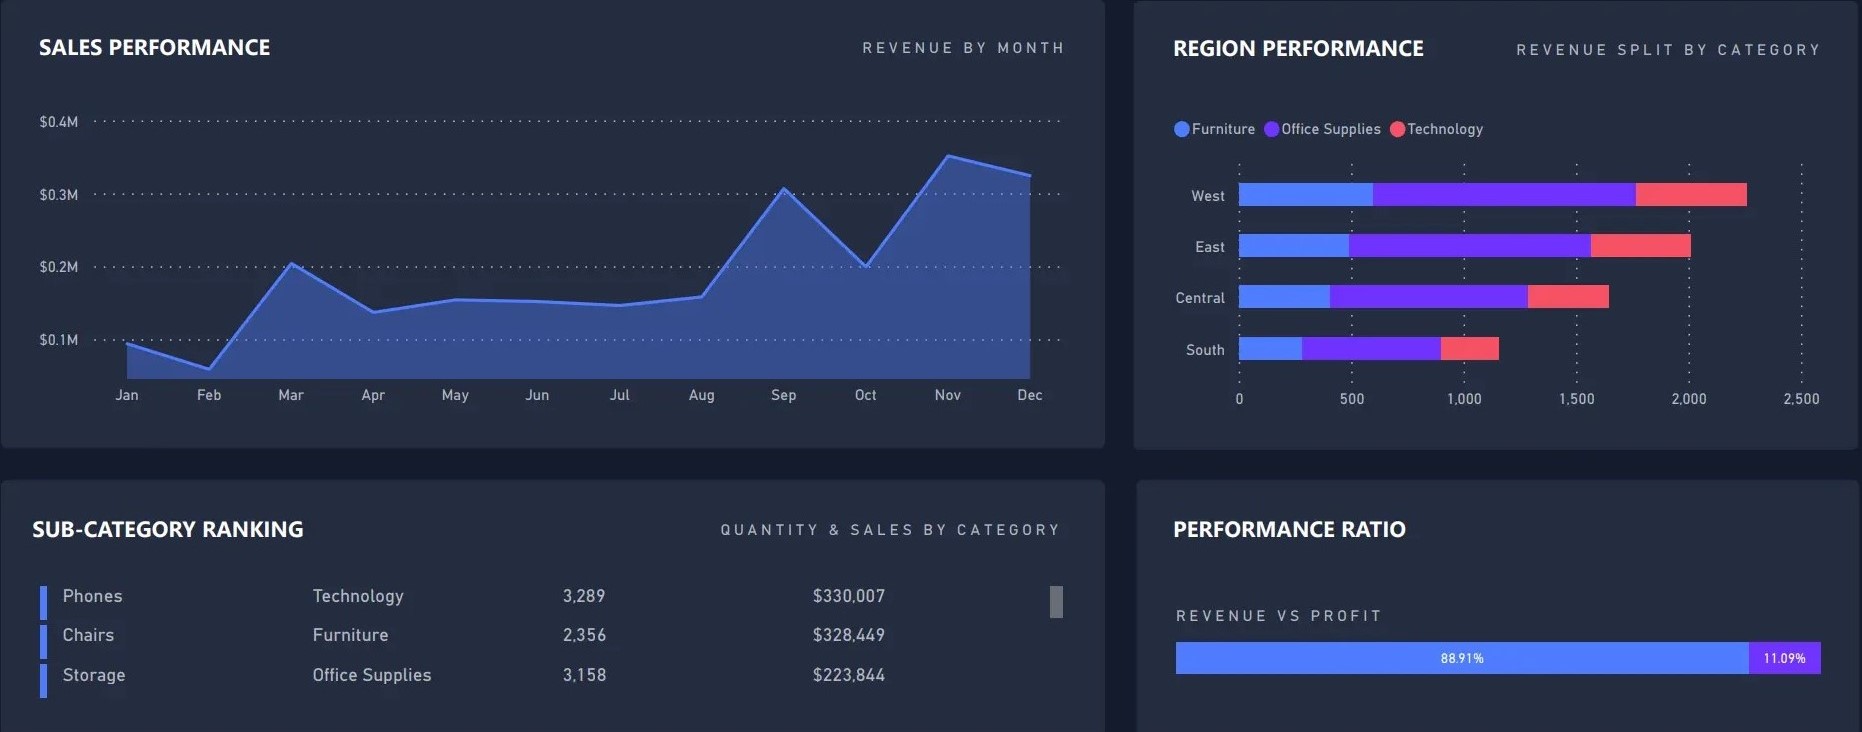 SALES PERFORMANCE
REVENUE BY MONTH
$0.4M
$0.3M
$0.2M
$0.1M
Jan Feb Mar Apr May Jun Jul Aug Sep Oct Nov Dec
REGION PERFORMANCE
REVENUE SPLIT BY CATEGORY
Furniture Office Supplies Technology
West
East
Central
South
0 500 1,000 1,500 2,000 2,500
SUB-CATEGORY RANKING
QUANTITY & SALES BY CATEGORY
Phones Technology 3,289 $330,007
Chairs Furniture 2,356 $328,449
Storage Office Supplies 3,158 $223,844
PERFORMANCE RATIO
REVENUE VS PROFIT
88.91% 11.09%